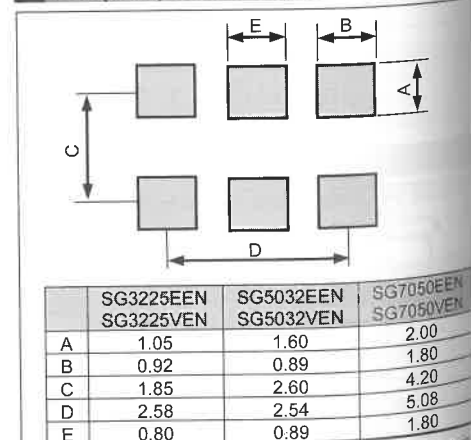 E B
A
C
D
SG3225EEN SG5032EEN SG7050EEN
SG3225VEN SG5032VEN SG7050VEN
A 1.05 1.60 2.00
B 0.92 0.89 1.80
C 1.85 2.60 4.20
D 2.58 2.54 5.08
E 0.80 0.89 1.80